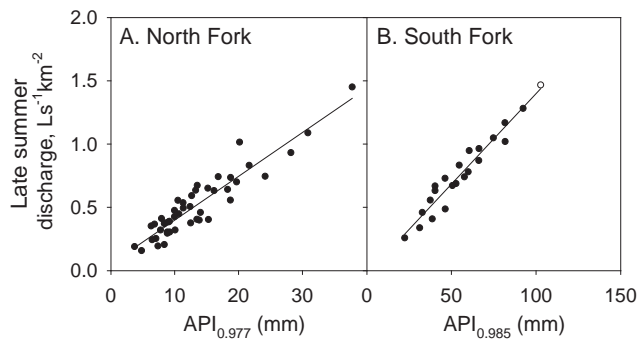 2.0
1.5
1.0
0.5
0.0
Late summer
discharge, Ls⁻¹km⁻²
A. North Fork
B. South Fork
0 10 20 30 0 50 100 150
API₀.₉₇₇ (mm)
API₀.₉₈₅ (mm)